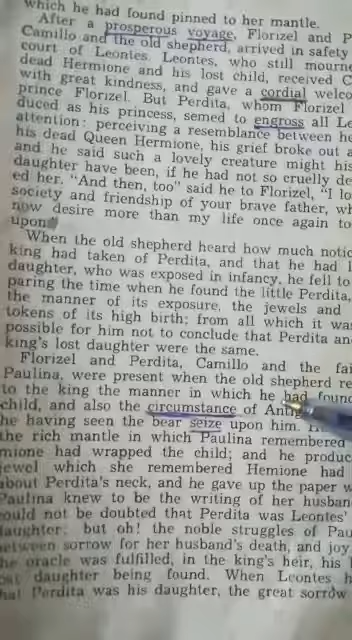 which he had found pinned to her mantle.
After a prosperous voyage, Florizel and P
Camillo and the old shepherd, arrived in safety
court of Leontes. Leontes, who still mourne
dead Hermione and his lost child, received C
with great kindness, and gave a cordial welco
prince Florizel. But Perdita, whom Florizel
duced as his princess, semed to engross all Le
attention: perceiving a resemblance between he
his dead Queen Hermione, his grief broke out a
and he said such a lovely creature might his
daughter have been, if he had not so cruelly de
ed her. "And then, too" said he to Florizel, "I lo
society and friendship of your brave father, wh
now desire more than my life once again to
upon
When the old shepherd heard how much notic
king had taken of Perdita, and that he had l
daughter, who was exposed in infancy, he fell to
paring the time when he found the little Perdita,
the manner of its exposure, the jewels and
tokens of its high birth; from all which it was
possible for him not to conclude that Perdita an
king's lost daughter were the same.
Florizel and Perdita, Camillo and the fai
Paulina, were present when the old shepherd re
to the king the manner in which he had found
child, and also the circumstance of Antig
he having seen the bear seize upon him.
the rich mantle in which Paulina remembered
mione had wrapped the child; and he produc
jewel which she remembered Hemione had
about Perdita's neck, and he gave up the paper w
Paulina knew to be the writing of her husban
ould not be doubted that Perdita was Leontes'
daughter; but oh! the noble struggles of Pau
etween sorrow for her husband's death, and joy
he oracle was fulfilled, in the king's heir, his l
ost daughter being found. When Leontes h
hat Perdita was his daughter, the great sorrow